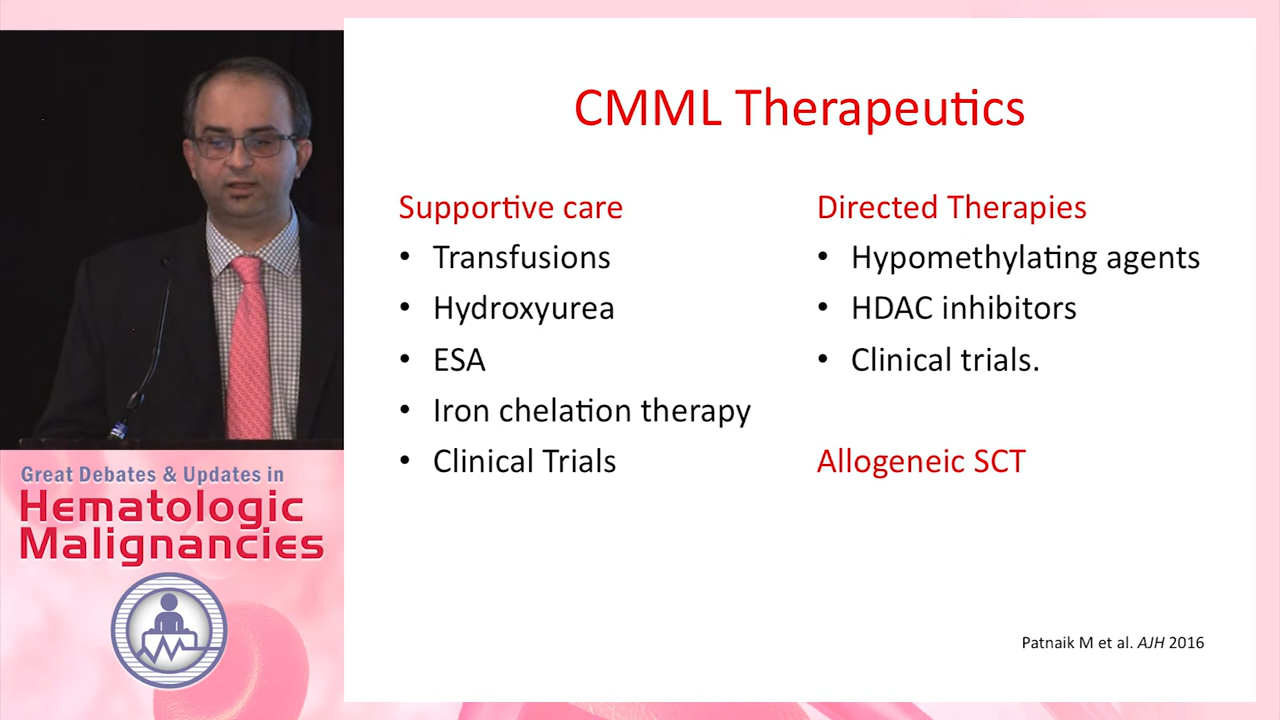 CMML Therapeutics
Supportive care
• Transfusions
• Hydroxyurea
• ESA
• Iron chelation therapy
• Clinical Trials
Directed Therapies
• Hypomethylating agents
• HDAC inhibitors
• Clinical trials.
Allogeneic SCT
Patnaik M et al. AJH 2016
Great Debates & Updates in
Hematologic
Malignancies